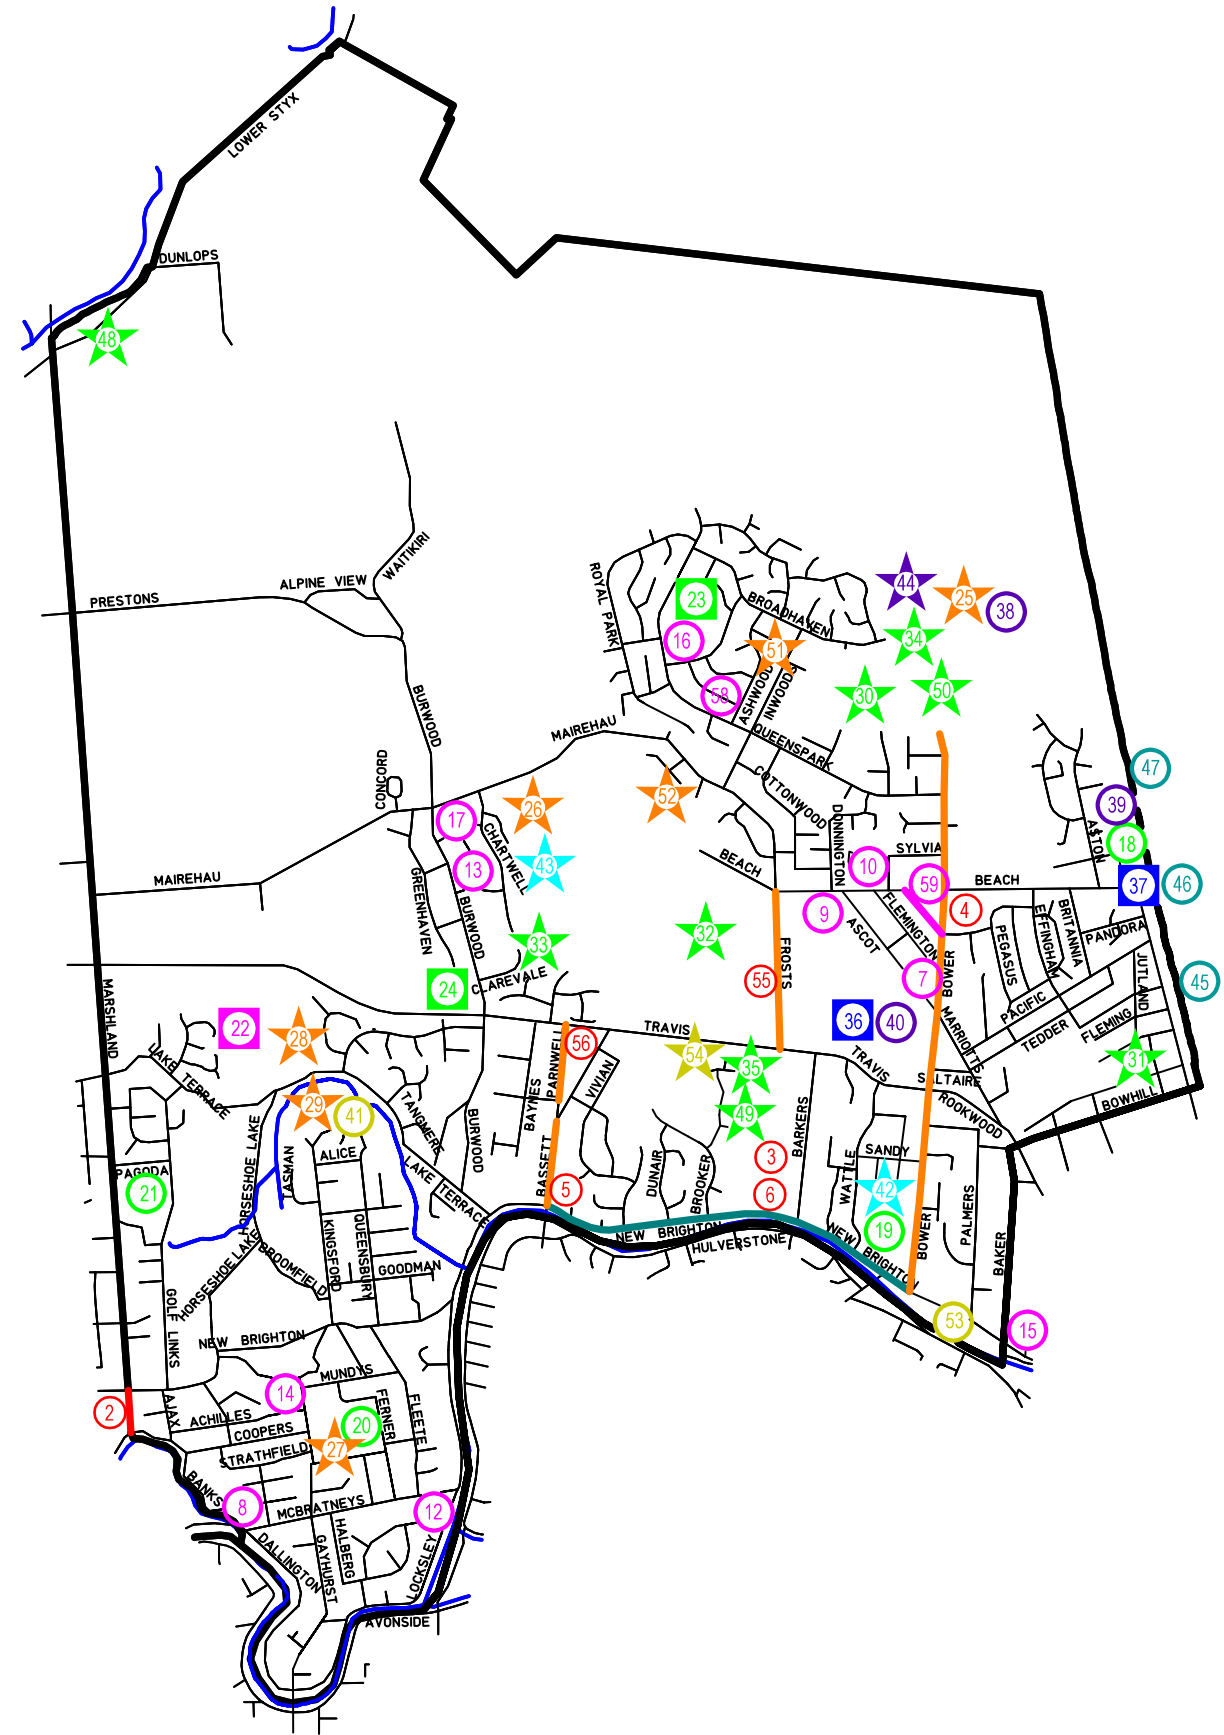 LOWER STYX
DUNLOPS
48
WAITIKIRI
ALPINE VIEW
PRESTONS
ROYAL PARK
23
BROADHAVEN
44
25
38
16
34
51
58
ASHWOOD
INWOODS
30
50
BURWOOD
MAIREHAU
QUEENSPARK
47
CONCORD
26
52
COTTONWOOD
39
17
CHARTWELL
DONNINGTON
ASTON
18
SYLVIA
10
43
13
BEACH
59
BEACH
37
46
MAIREHAU
GREENHAVEN
BURWOOD
9
ASCOT
FLEMINGTON
4
EFFINGHAM
BRITANNIA
PANDORA
33
32
PEGASUS
FROSTS
BOWER
JUTLAND
CLAREVALE
24
55
7
45
MARSHLAND
PACIFIC
22
28
TRAVIS
36
40
MARRIOTTS
TEDDER
FLEMING
56
PARNWELL
VIVIAN
54
35
TRAVIS
31
LAKE TERRACE
BAYNES
SALTAIRE
29
41
TANGMERE
BURWOOD
49
BARKERS
ROOKWOOD
BOWHILL
HORSESHOE LAKE
TASMAN
ALICE
LAKE TERRACE
BASSETT
DUNAIR
BROOKER
3
WATTLE
SANDY
PAGODA
21
5
6
42
19
PALMERS
KINGSFORD
QUEENSBURY
NEW BRIGHTON
HULVERSTONE
NEW BRIGHTON
BOWER
BAKER
HORSESHOE LAKE
BROOMFIELD
GOODMAN
GOLF LINKS
NEW BRIGHTON
53
15
MUNDYS
14
2
AJAX
ACHILLES
COOPERS
STRATHFIELD
20
27
FERNER
FLEETE
BANKS
8
MCBRATNEYS
12
DALLINGTON
GAYHURST
HALBERG
LOCKSLEY
AVONSIDE